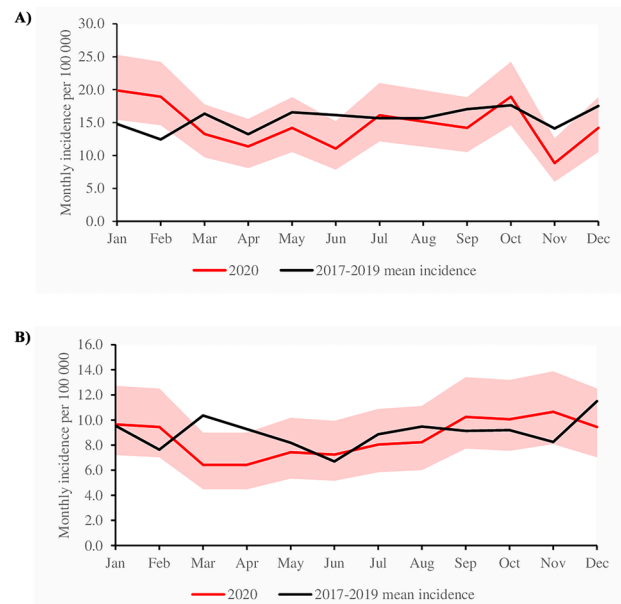 A)
Monthly incidence per 100 000
30.0
25.0
20.0
15.0
10.0
5.0
0.0
Jan Feb Mar Apr May Jun Jul Aug Sep Oct Nov Dec
2020 2017-2019 mean incidence
B)
Monthly incidence per 100 000
16.0
14.0
12.0
10.0
8.0
6.0
4.0
2.0
0.0
Jan Feb Mar Apr May Jun Jul Aug Sep Oct Nov Dec
2020 2017-2019 mean incidence